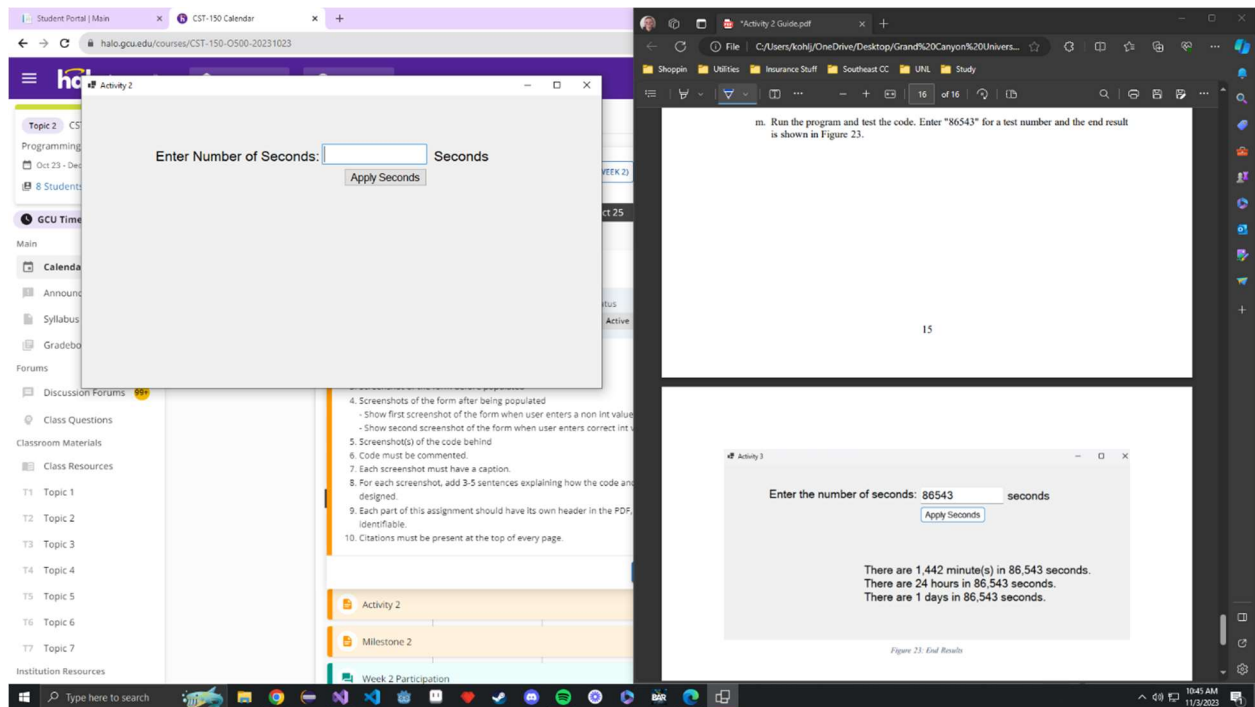 Student Portal | Main
CST-150 Calendar
halo.gcu.edu/courses/CST-150-O500-20231023
Topic 2
Programming
8 Students
GCU Time
Main
Syllabus
Forums
Discussion Forums 99+
Class Questions
Classroom Materials
Class Resources
T1 Topic 1
T2 Topic 2
T3 Topic 3
T4 Topic 4
T5 Topic 5
T6 Topic 6
T7 Topic 7
Institution Resources
Activity 2
Enter Number of Seconds: Seconds
Apply Seconds
WEEK 2)
ct 25
Active
4. Screenshots of the form after being populated
- Show first screenshot of the form when user enters a non int value
- Show second screenshot of the form when user enters correct int
5. Screenshot(s) of the code behind
6. Code must be commented.
7. Each screenshot must have a caption.
8. For each screenshot, add 3-5 sentences explaining how the code and
designed.
9. Each part of this assignment should have its own header in the PDF,
identifiable.
10. Citations must be present at the top of every page.
Activity 2
Milestone 2
Week 2 Participation
*Activity 2 Guide.pdf
File C:/Users/kohlj/OneDrive/Desktop/Grand%20Canyon%20Univers...
Shoppin Utilities Insurance Stuff Southeast CC UNL Study
16 of 16
m. Run the program and test the code. Enter "86543" for a test number and the end result
is shown in Figure 23.
15
Activity 3
Enter the number of seconds: 86543 seconds
Apply Seconds
There are 1,442 minute(s) in 86,543 seconds.
There are 24 hours in 86,543 seconds.
There are 1 days in 86,543 seconds.
Figure 23: End Results
Type here to search
BAR
10:45 AM
11/3/2023